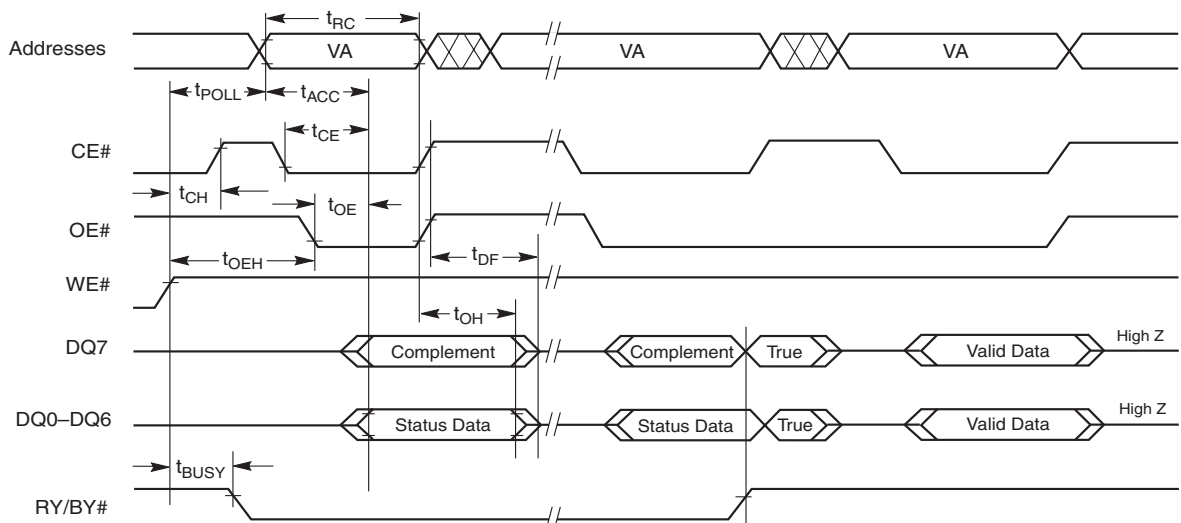 tRC
Addresses VA VA VA
tPOLL tACC
tCE
CE#
tCH
tOE
OE#
tOEH tDF
WE#
tOH
DQ7 Complement Complement True Valid Data High Z
DQ0–DQ6 Status Data Status Data True Valid Data High Z
tBUSY
RY/BY#